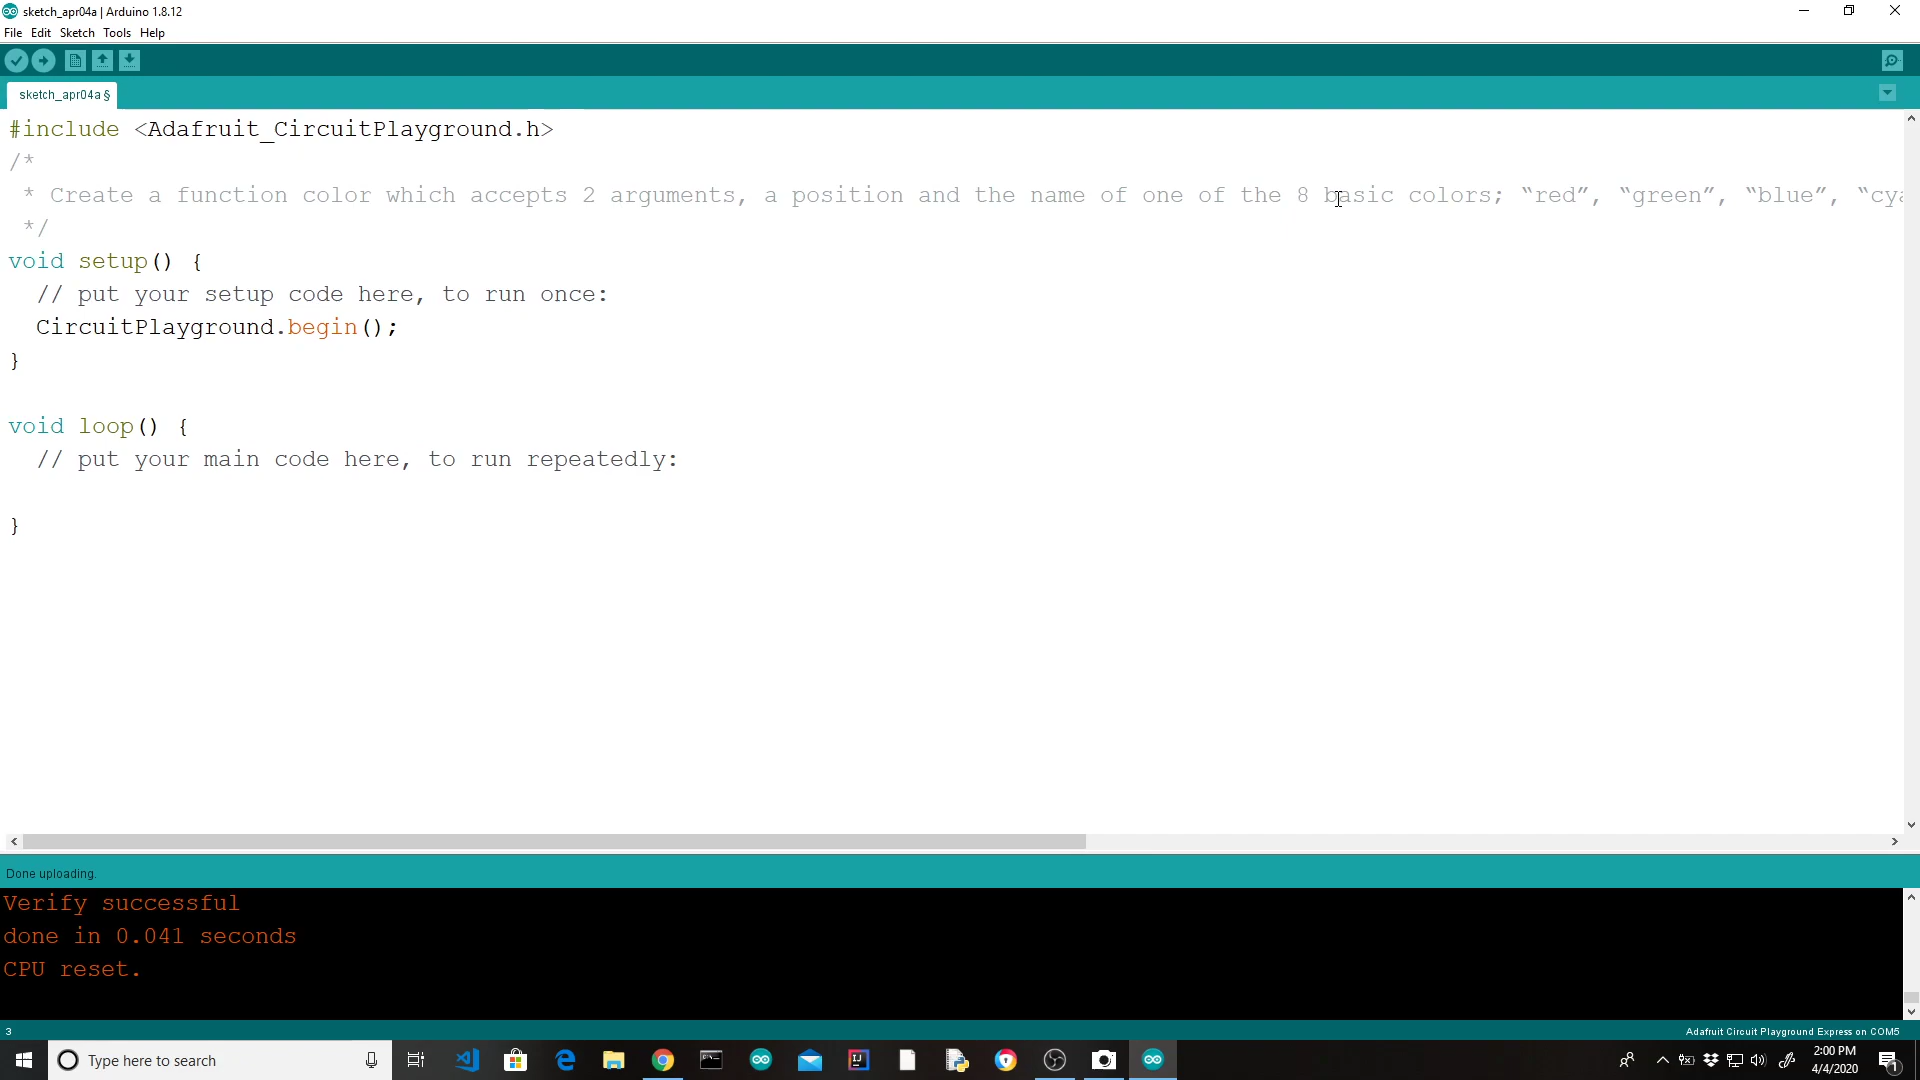 sketch_apr04a | Arduino 1.8.12
File Edit Sketch Tools Help
sketch_apr04a §
#include <Adafruit_CircuitPlayground.h>
/*
* Create a function color which accepts 2 arguments, a position and the name of one of the 8 basic colors; “red”, “green”, “blue”, “cya
*/
void setup() {
// put your setup code here, to run once:
CircuitPlayground.begin();
}
void loop() {
// put your main code here, to run repeatedly:
}
Done uploading.
Verify successful
done in 0.041 seconds
CPU reset.
3 Adafruit Circuit Playground Express on COM5
Type here to search
2:00 PM
4/4/2020
1